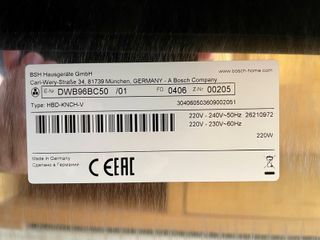 BSH Hausgeräte GmbH
Carl-Wery-Straße 34, 81739 München, GERMANY - A Bosch Company
www.bosch-home.com
E-Nr DWB96BC50 /01 FD 0406 Z-Nr 00205
Type: HBD-KNCH-V 304060503609002051
220V - 240V~50Hz 26210972
220V - 230V~60Hz
220W
CE EAC
Made in Germany
Сделано в Германии